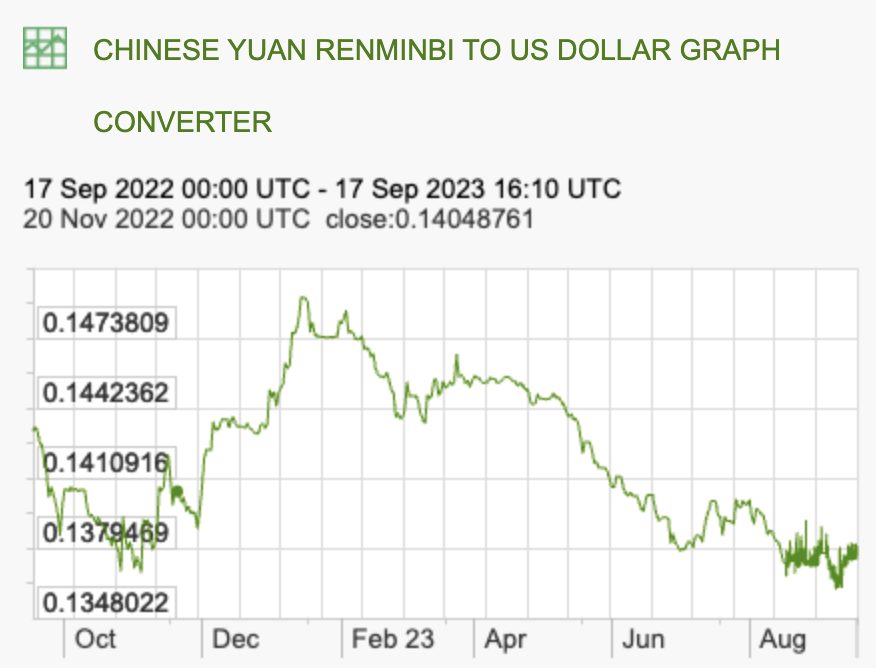 CHINESE YUAN RENMINBI TO US DOLLAR GRAPH
CONVERTER
17 Sep 2022 00:00 UTC - 17 Sep 2023 16:10 UTC
20 Nov 2022 00:00 UTC close:0.14048761
0.1473809
0.1442362
0.1410916
0.1379469
0.1348022
Oct Dec Feb 23 Apr Jun Aug